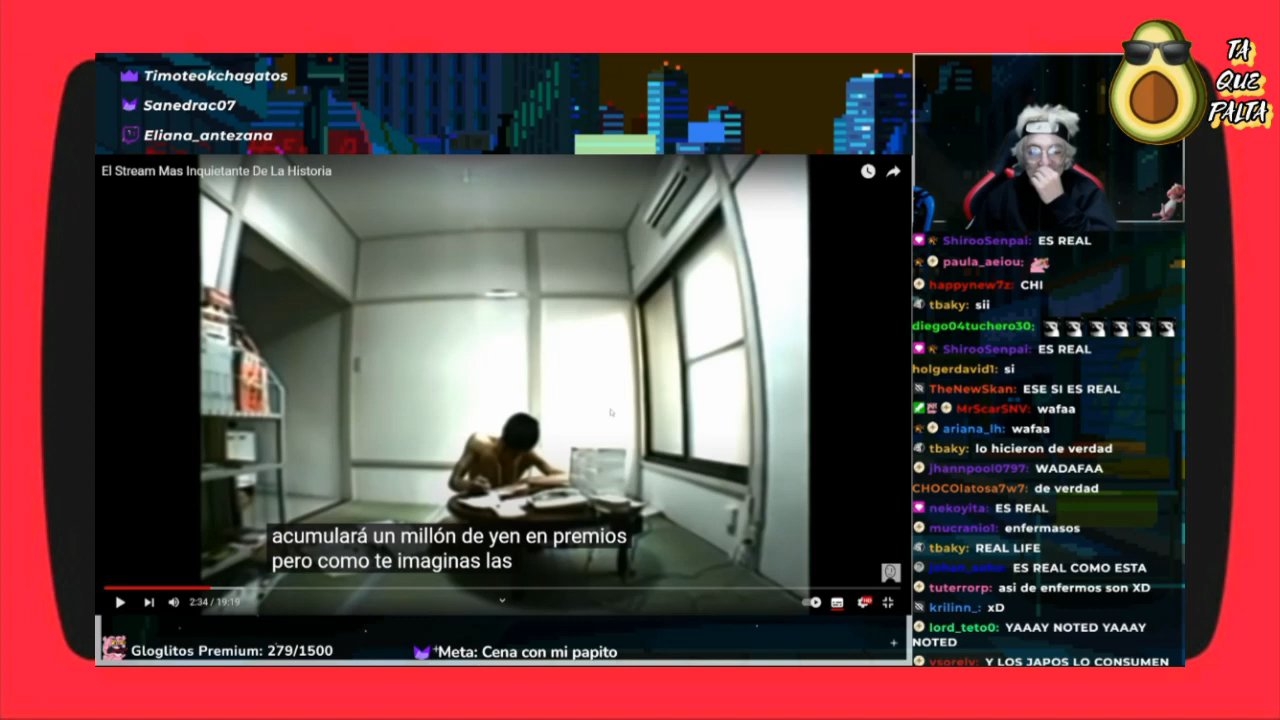 TA
QUE
PALTA
Timoteokchagatos
Sanedrac07
Eliana_antezana
El Stream Mas Inquietante De La Historia
acumulará un millón de yen en premios
pero como te imaginas las
2:34 / 19:19
Gloglitos Premium: 279/1500
Meta: Cena con mi papito
ShirooSenpai: ES REAL
paula_aeiou:
happynew7z: CHI
tbaky: sii
diego04tuchero30:
ShirooSenpai: ES REAL
holgerdavid1: si
TheNewSkan: ESE SI ES REAL
MrScarSNV: wafaa
ariana_lh: wafaa
tbaky: lo hicieron de verdad
jhannpool0797: WADAFAA
CHOCOlatosa7w7: de verdad
nekoyita: ES REAL
mucranio1: enfermasos
tbaky: REAL LIFE
ES REAL COMO ESTA
tuterrorp: asi de enfermos son XD
krilinn_: xD
lord_teto0: YAAAY NOTED YAAAY
NOTED
vsorelv: Y LOS JAPOS LO CONSUMEN